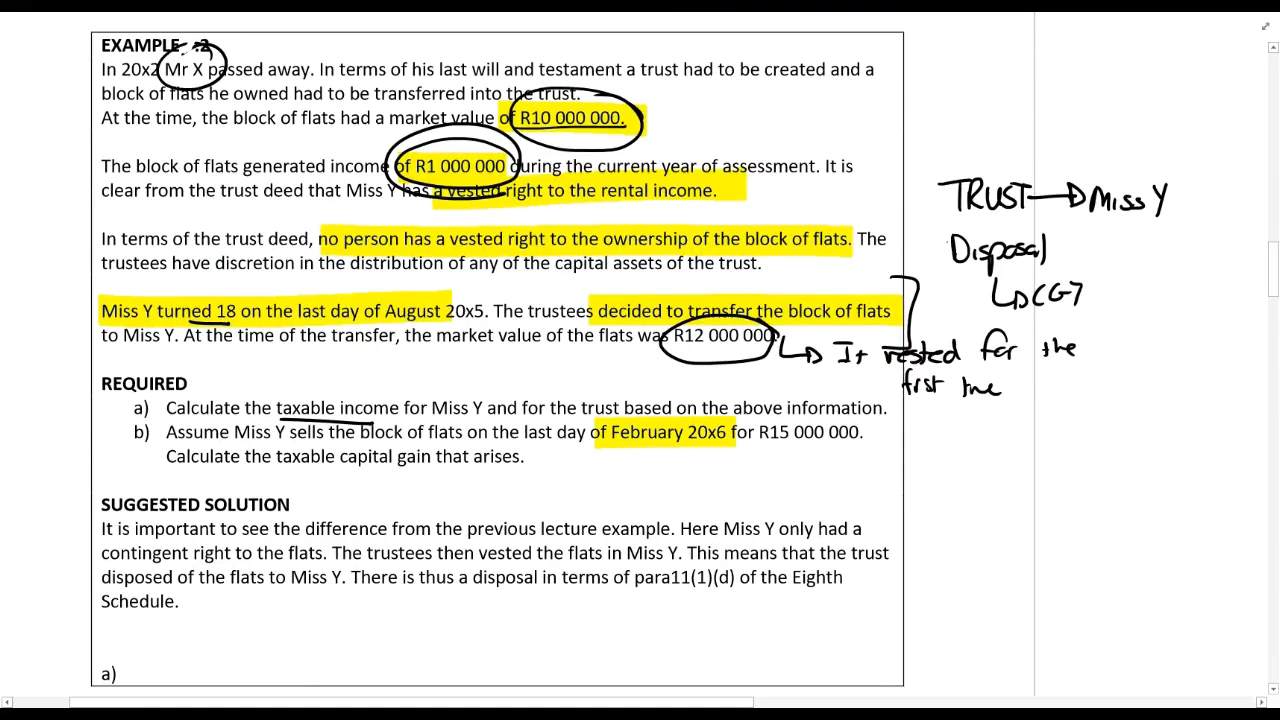 EXAMPLE :2
In 20x2 Mr X passed away. In terms of his last will and testament a trust had to be created and a
block of flats he owned had to be transferred into the trust.
At the time, the block of flats had a market value of R10 000 000.
The block of flats generated income of R1 000 000 during the current year of assessment. It is
clear from the trust deed that Miss Y has a vested right to the rental income.
In terms of the trust deed, no person has a vested right to the ownership of the block of flats. The
trustees have discretion in the distribution of any of the capital assets of the trust.
Miss Y turned 18 on the last day of August 20x5. The trustees decided to transfer the block of flats
to Miss Y. At the time of the transfer, the market value of the flats was R12 000 000.
REQUIRED
a) Calculate the taxable income for Miss Y and for the trust based on the above information.
b) Assume Miss Y sells the block of flats on the last day of February 20x6 for R15 000 000.
Calculate the taxable capital gain that arises.
SUGGESTED SOLUTION
It is important to see the difference from the previous lecture example. Here Miss Y only had a
contingent right to the flats. The trustees then vested the flats in Miss Y. This means that the trust
disposed of the flats to Miss Y. There is thus a disposal in terms of para11(1)(d) of the Eighth
Schedule.
a)
TRUST → Miss Y
Disposal
↳ CGT
↳ It vested for the
first time